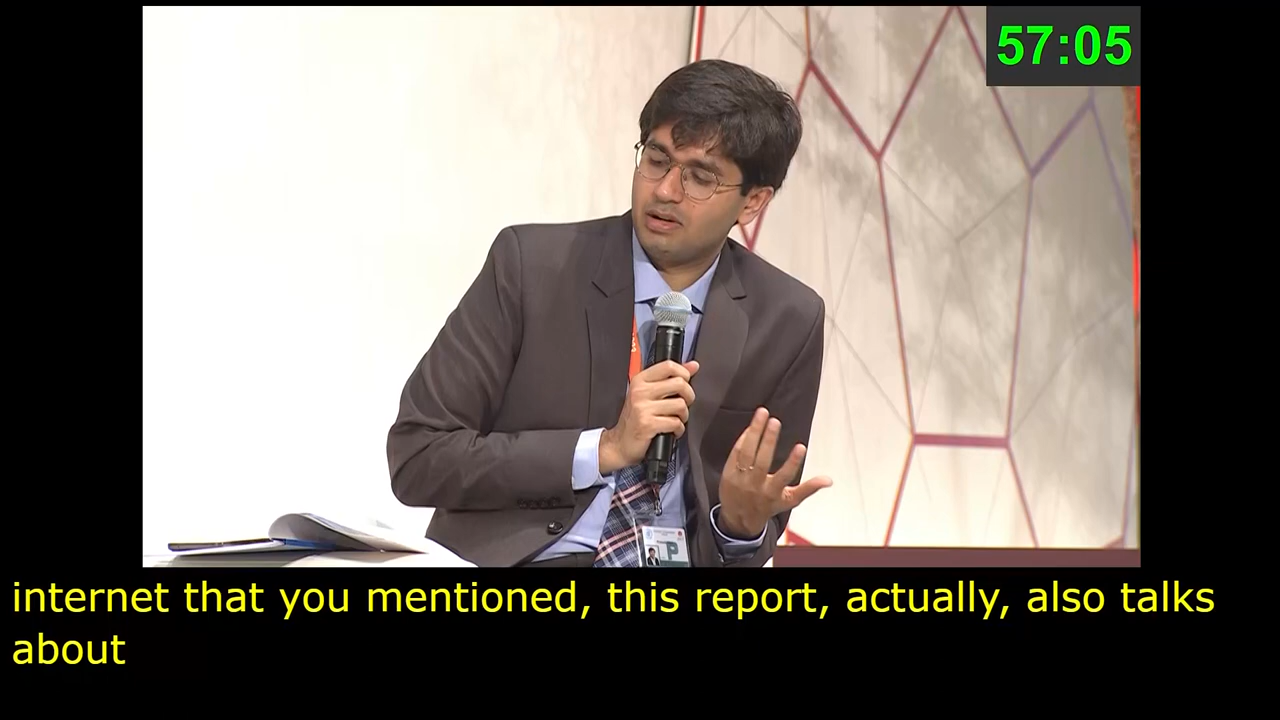 57:05
internet that you mentioned, this report, actually, also talks
about
P